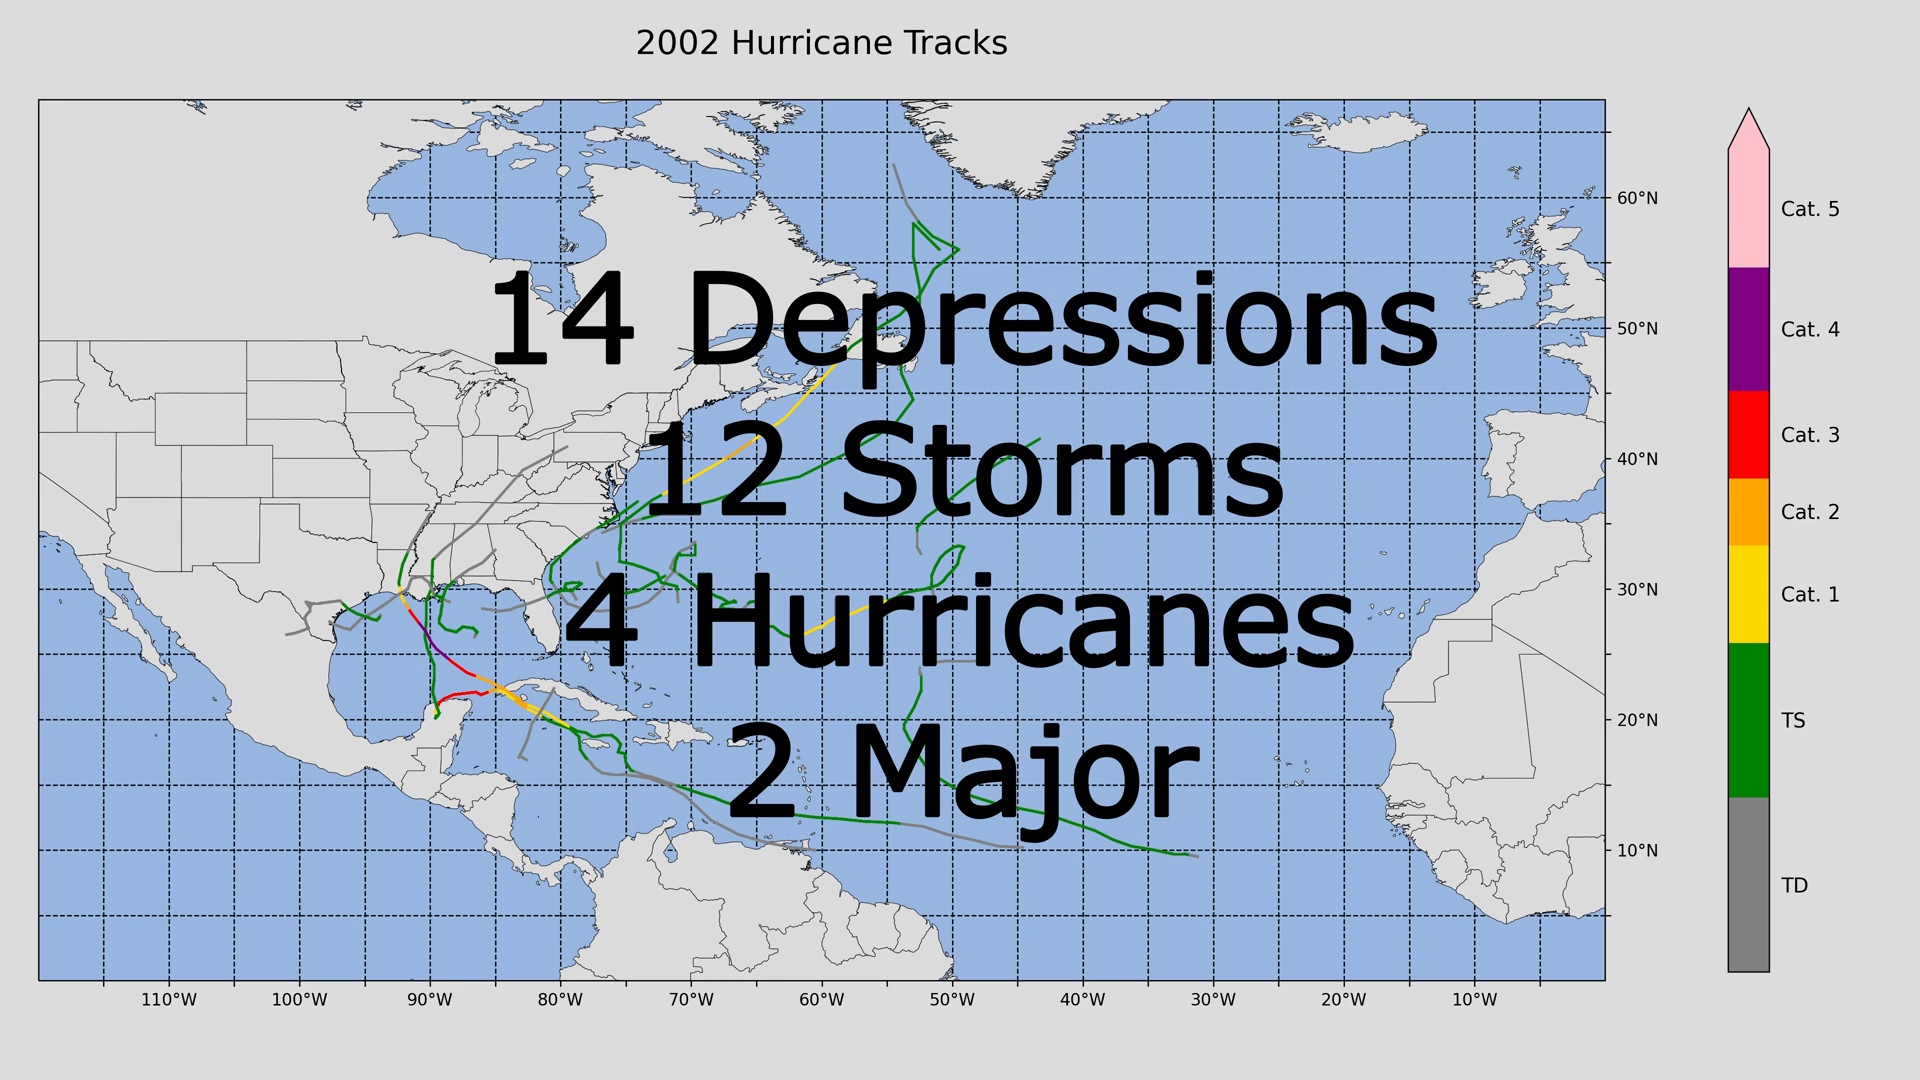 2002 Hurricane Tracks
14 Depressions
12 Storms
4 Hurricanes
2 Major
60°N
50°N
40°N
30°N
20°N
10°N
110°W
100°W
90°W
80°W
70°W
60°W
50°W
40°W
30°W
20°W
10°W
Cat. 5
Cat. 4
Cat. 3
Cat. 2
Cat. 1
TS
TD